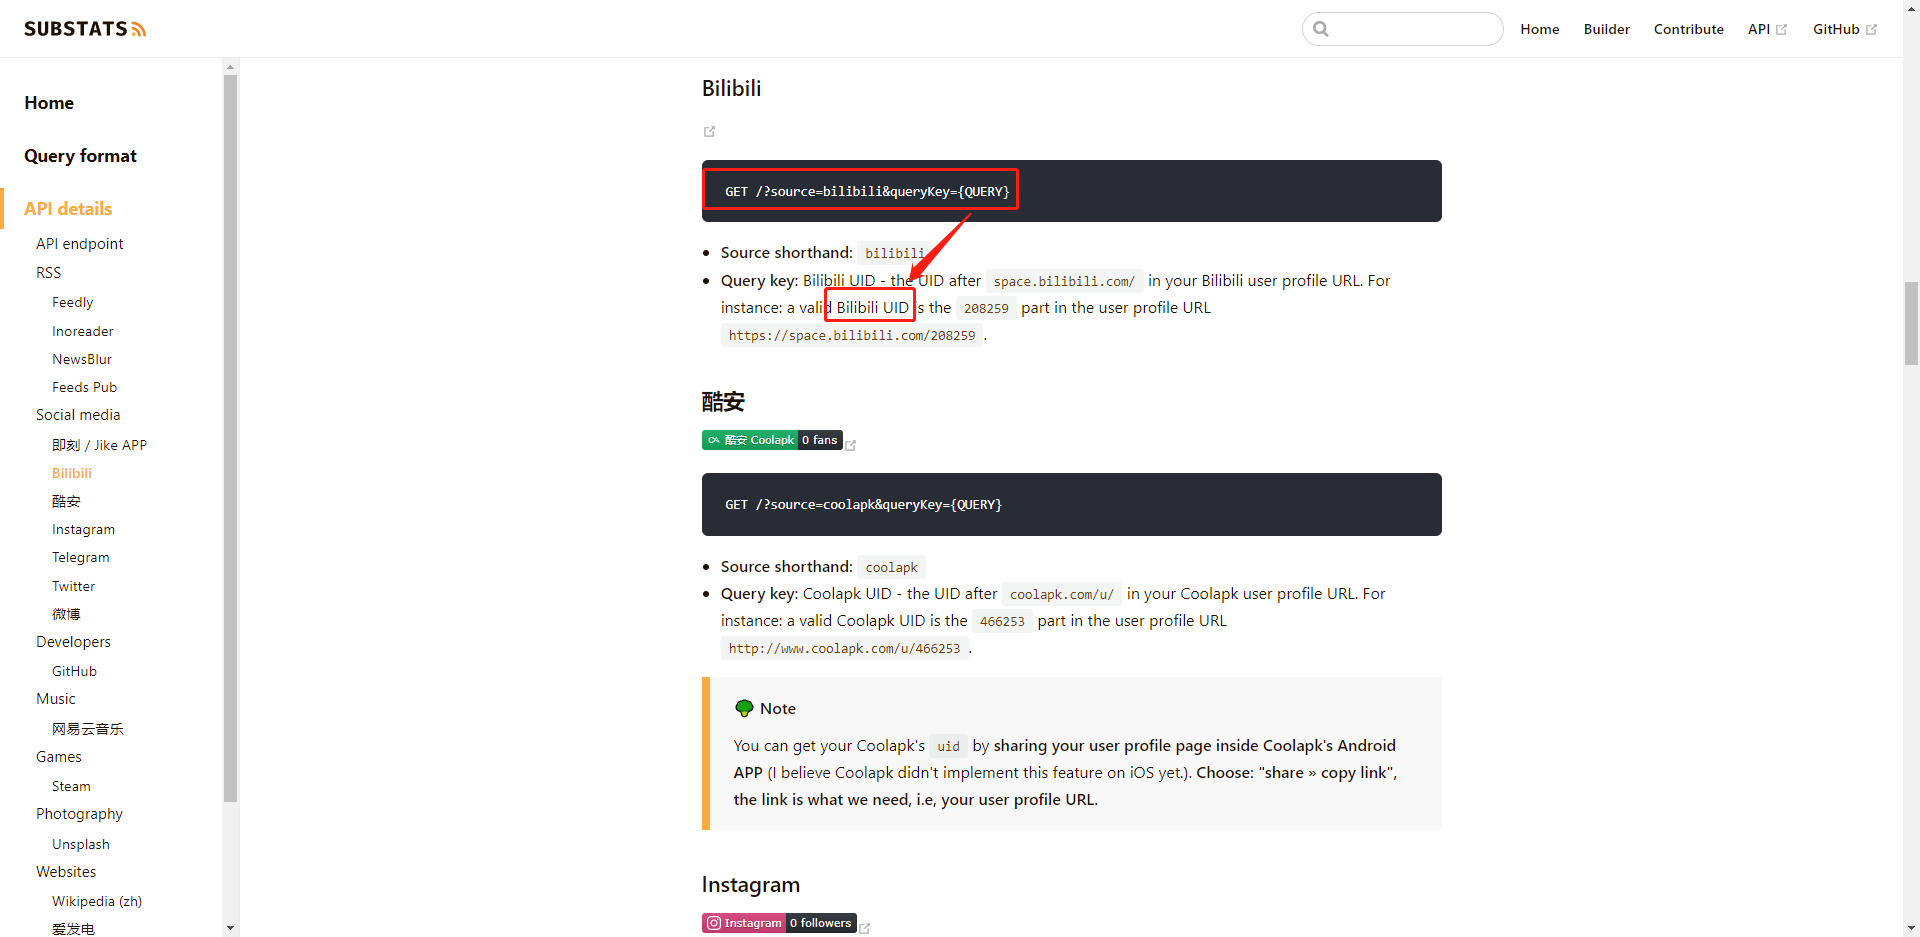 SUBSTATS
Home
Builder
Contribute
API
GitHub
Home
Query format
API details
API endpoint
RSS
Feedly
Inoreader
NewsBlur
Feeds Pub
Social media
即刻 / Jike APP
Bilibili
酷安
Instagram
Telegram
Twitter
微博
Developers
GitHub
Music
网易云音乐
Games
Steam
Photography
Unsplash
Websites
Wikipedia (zh)
爱发电
Bilibili
GET /?source=bilibili&queryKey={QUERY}
Source shorthand: bilibili
Query key: Bilibili UID - the UID after space.bilibili.com/ in your Bilibili user profile URL. For
instance: a valid Bilibili UID is the 208259 part in the user profile URL
https://space.bilibili.com/208259 .
酷安
酷安 Coolapk 0 fans
GET /?source=coolapk&queryKey={QUERY}
Source shorthand: coolapk
Query key: Coolapk UID - the UID after coolapk.com/u/ in your Coolapk user profile URL. For
instance: a valid Coolapk UID is the 466253 part in the user profile URL
http://www.coolapk.com/u/466253 .
Note
You can get your Coolapk's uid by sharing your user profile page inside Coolapk's Android
APP (I believe Coolapk didn't implement this feature on iOS yet.). Choose: "share » copy link",
the link is what we need, i.e, your user profile URL.
Instagram
Instagram 0 followers